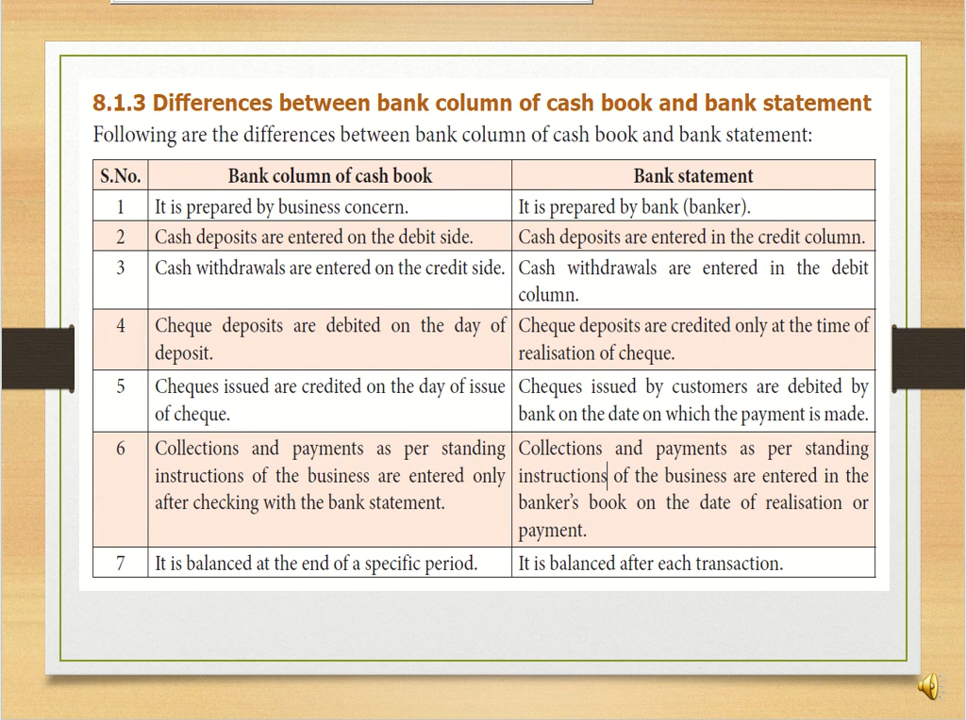 8.1.3 Differences between bank column of cash book and bank statement
Following are the differences between bank column of cash book and bank statement:
S.No. Bank column of cash book Bank statement
1 It is prepared by business concern. It is prepared by bank (banker).
2 Cash deposits are entered on the debit side. Cash deposits are entered in the credit column.
3 Cash withdrawals are entered on the credit side. Cash withdrawals are entered in the debit
column.
4 Cheque deposits are debited on the day of Cheque deposits are credited only at the time of
deposit. realisation of cheque.
5 Cheques issued are credited on the day of issue Cheques issued by customers are debited by
of cheque. bank on the date on which the payment is made.
6 Collections and payments as per standing Collections and payments as per standing
instructions of the business are entered only instructions of the business are entered in the
after checking with the bank statement. banker's book on the date of realisation or
payment.
7 It is balanced at the end of a specific period. It is balanced after each transaction.